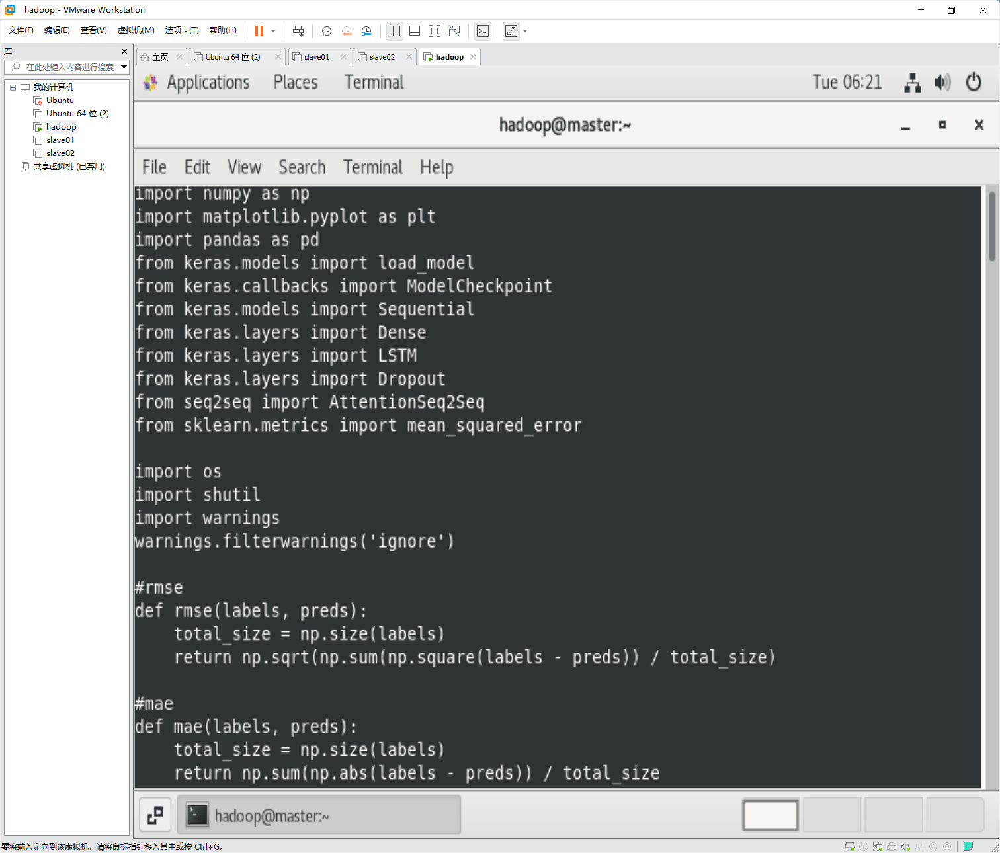 hadoop - VMware Workstation
文件(F) 编辑(E) 查看(V) 虚拟机(M) 选项卡(T) 帮助(H)
库
在此处键入内容进行搜索
我的计算机
Ubuntu
Ubuntu 64 位 (2)
hadoop
slave01
slave02
共享虚拟机 (已弃用)
主页 Ubuntu 64 位 (2) slave01 slave02 hadoop
Applications Places Terminal Tue 06:21
hadoop@master:~
File Edit View Search Terminal Help
import numpy as np
import matplotlib.pyplot as plt
import pandas as pd
from keras.models import load_model
from keras.callbacks import ModelCheckpoint
from keras.models import Sequential
from keras.layers import Dense
from keras.layers import LSTM
from keras.layers import Dropout
from seq2seq import AttentionSeq2Seq
from sklearn.metrics import mean_squared_error
import os
import shutil
import warnings
warnings.filterwarnings('ignore')
#rmse
def rmse(labels, preds):
    total_size = np.size(labels)
    return np.sqrt(np.sum(np.square(labels - preds)) / total_size)
#mae
def mae(labels, preds):
    total_size = np.size(labels)
    return np.sum(np.abs(labels - preds)) / total_size
hadoop@master:~
要将输入定向到该虚拟机，请将鼠标指针移入其中或按 Ctrl+G。